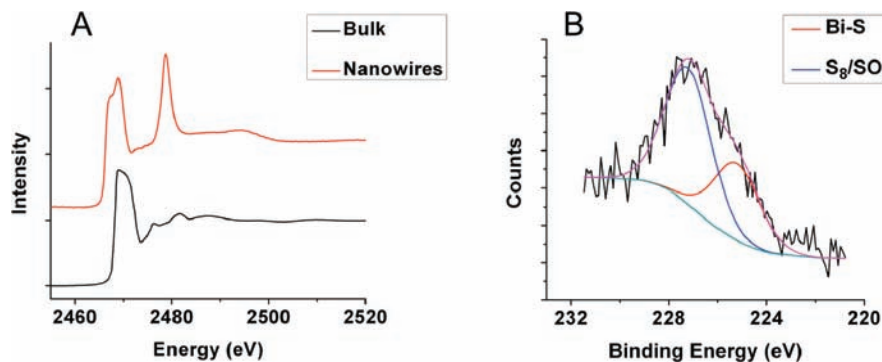 A
Bulk
Nanowires
Intensity
2460
2480
2500
2520
Energy (eV)
B
Bi-S
S₈/SO
Counts
232
228
224
220
Binding Energy (eV)